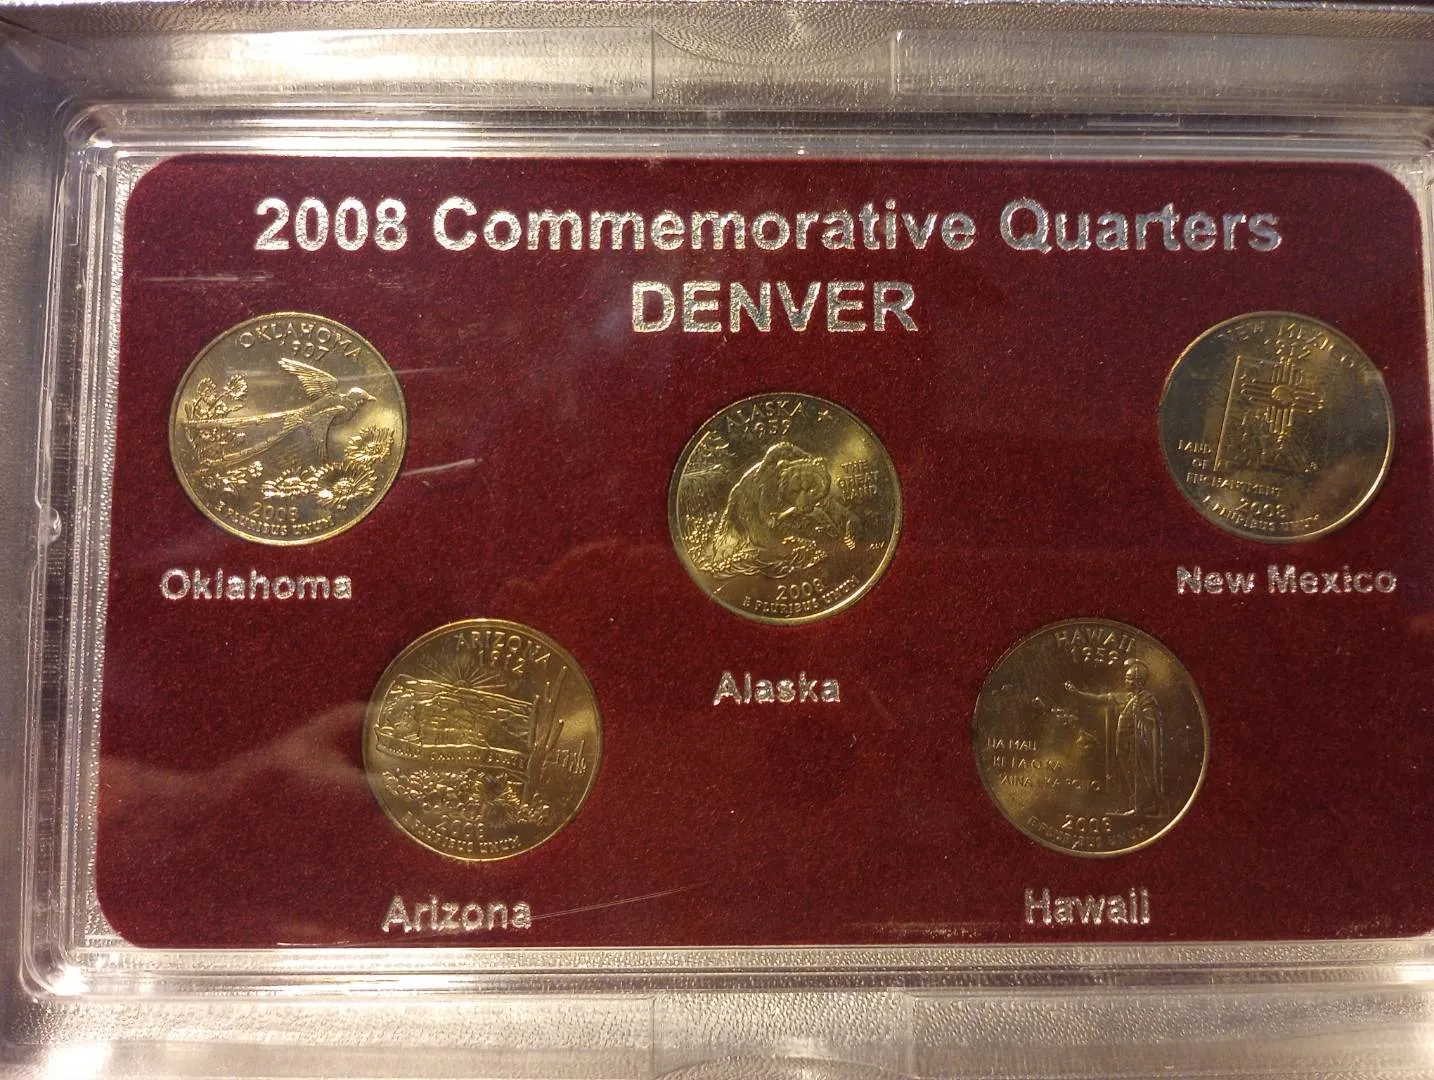 2008 Commemorative Quarters
DENVER
OKLAHOMA
1907
2008
E PLURIBUS UNUM
Oklahoma
ALASKA
1959
THE
GREAT
LAND
2008
E PLURIBUS UNUM
Alaska
NEW MEXICO
1912
LAND
OF
ENCHANTMENT
2008
E PLURIBUS UNUM
New Mexico
ARIZONA
1912
GRAND CANYON STATE
2008
E PLURIBUS UNUM
Arizona
HAWAII
1959
UA MAU
KE EA O KA
AINA I KA PONO
2008
E PLURIBUS UNUM
Hawaii